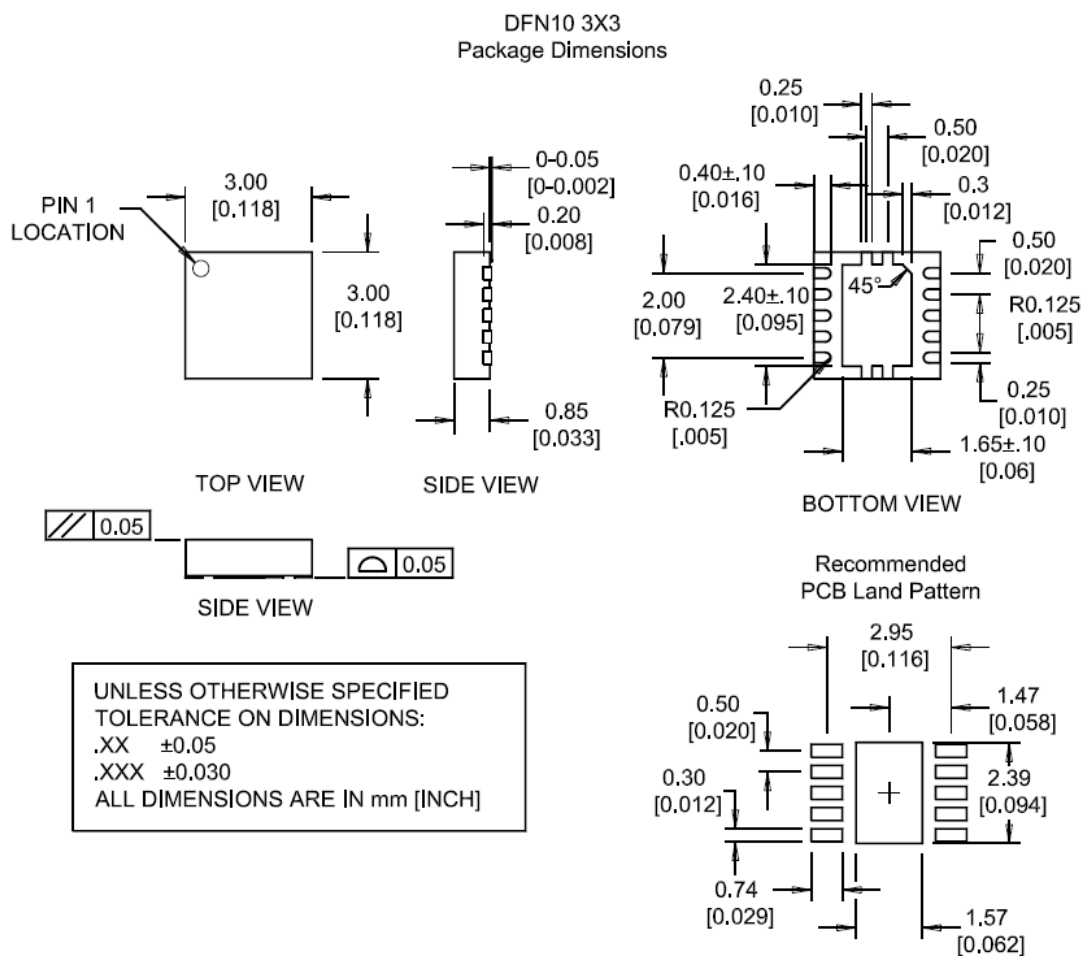 DFN10 3X3
Package Dimensions
PIN 1
LOCATION
3.00
[0.118]
3.00
[0.118]
TOP VIEW
0-0.05
[0-0.002]
0.20
[0.008]
0.85
[0.033]
SIDE VIEW
0.25
[0.010]
0.50
[0.020]
0.40±.10
[0.016]
0.3
[0.012]
0.50
[0.020]
2.00
[0.079]
2.40±.10
[0.095]
45°
R0.125
[.005]
R0.125
[.005]
0.25
[0.010]
1.65±.10
[0.06]
BOTTOM VIEW
// 0.05
⌓ 0.05
SIDE VIEW
UNLESS OTHERWISE SPECIFIED
TOLERANCE ON DIMENSIONS:
.XX ±0.05
.XXX ±0.030
ALL DIMENSIONS ARE IN mm [INCH]
Recommended
PCB Land Pattern
2.95
[0.116]
0.50
[0.020]
1.47
[0.058]
0.30
[0.012]
2.39
[0.094]
0.74
[0.029]
1.57
[0.062]